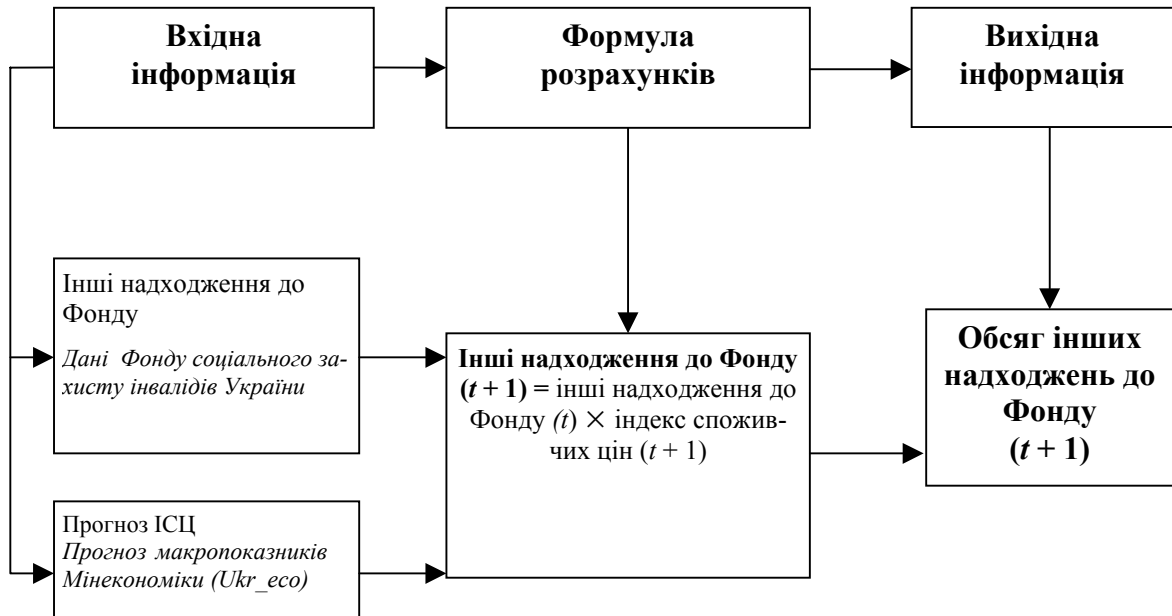 Вхідна
інформація
Формула
розрахунків
Вихідна
інформація
Інші надходження до
Фонду
Дані Фонду соціального за-
хисту інвалідів України
Прогноз ІСЦ
Прогноз макропоказників
Мінекономіки (Ukr_eco)
Інші надходження до Фонду
(t + 1) = інші надходження до
Фонду (t) × індекс спожив-
чих цін (t + 1)
Обсяг інших
надходжень до
Фонду
(t + 1)